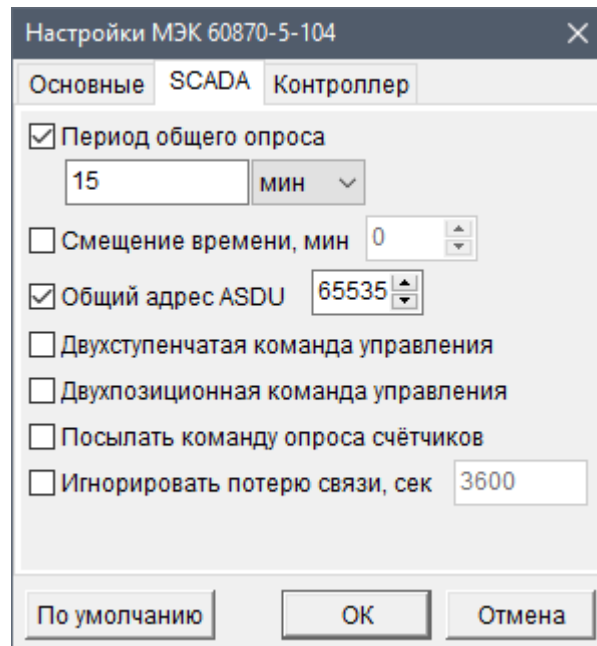 Настройки МЭК 60870-5-104
Основные SCADA Контроллер
Период общего опроса
15 мин
Смещение времени, мин 0
Общий адрес ASDU 65535
Двухступенчатая команда управления
Двухпозиционная команда управления
Посылать команду опроса счётчиков
Игнорировать потерю связи, сек 3600
По умолчанию ОК Отмена